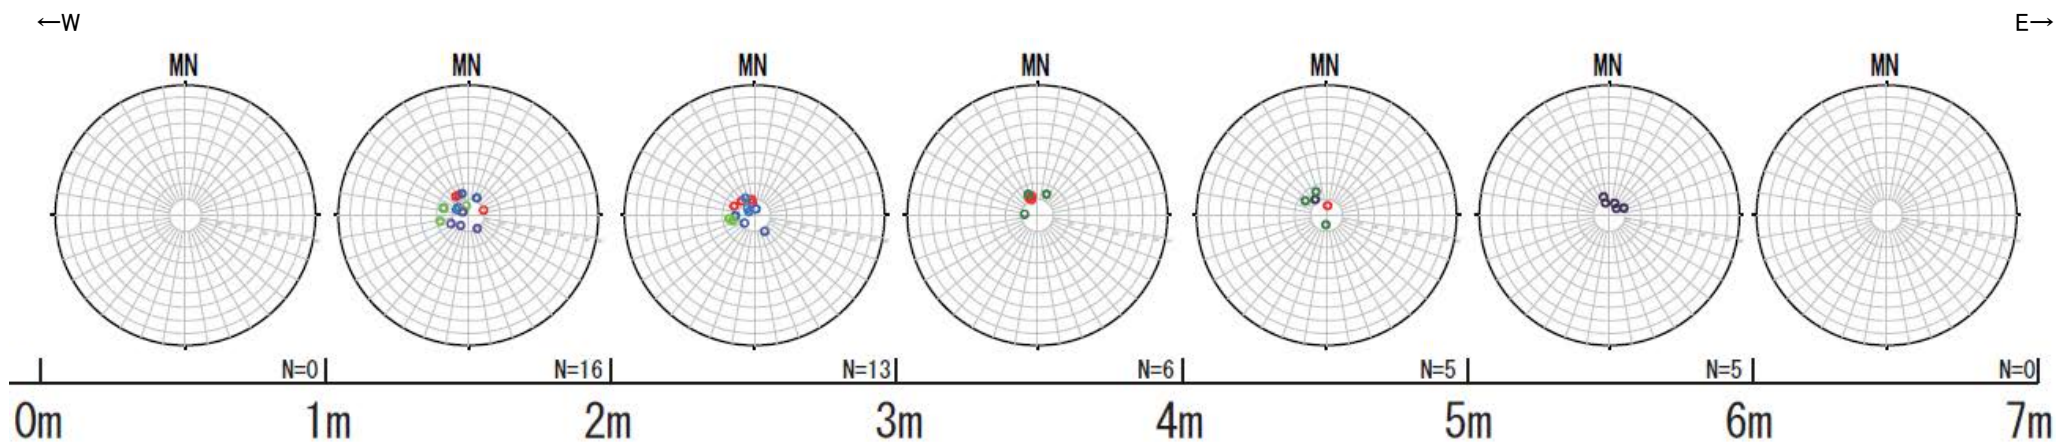 ←W E→
MN MN MN MN MN MN MN
N=0 N=16 N=13 N=6 N=5 N=5 N=0
0m 1m 2m 3m 4m 5m 6m 7m